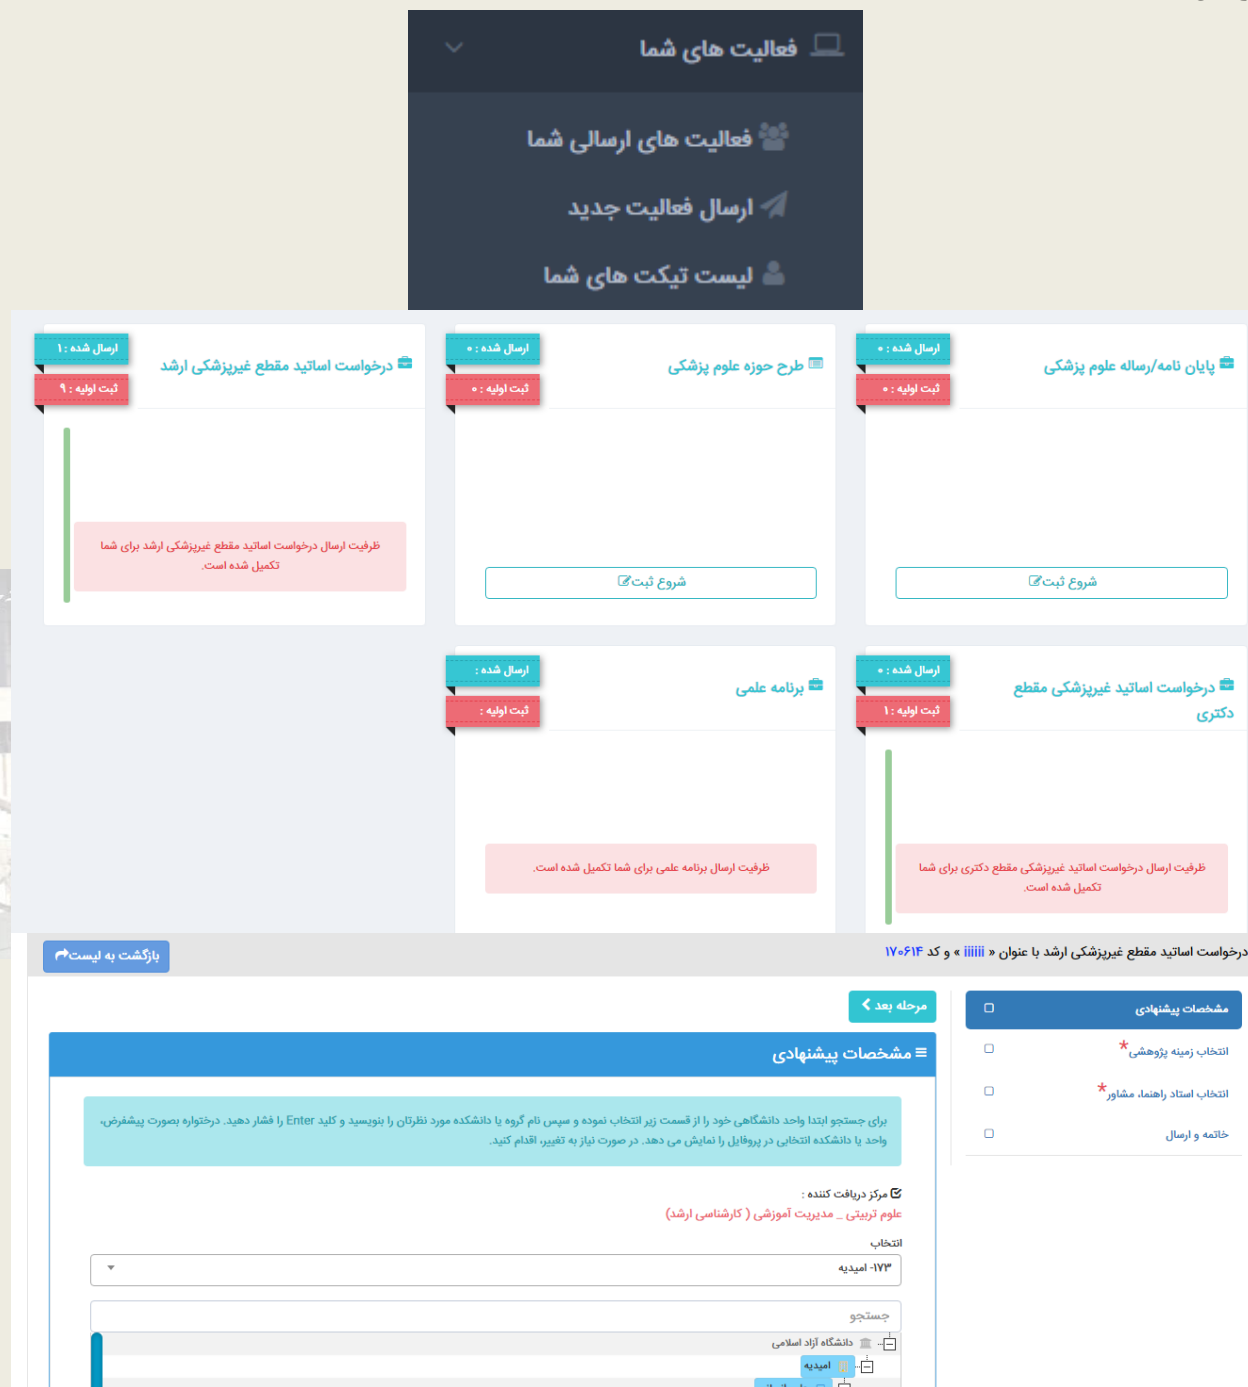 فعالیت های شما
فعالیت های ارسالی شما
ارسال فعالیت جدید
لیست تیکت های شما
پایان نامه/رساله علوم پزشکی
ارسال شده : ۰
ثبت اولیه : ۰
شروع ثبت
طرح حوزه علوم پزشکی
ارسال شده : ۰
ثبت اولیه : ۰
شروع ثبت
درخواست اساتید مقطع غیرپزشکی ارشد
ارسال شده : ۱
ثبت اولیه : ۹
ظرفیت ارسال درخواست اساتید مقطع غیرپزشکی ارشد برای شما
تکمیل شده است.
درخواست اساتید غیرپزشکی مقطع
دکتری
ارسال شده : ۰
ثبت اولیه : ۱
ظرفیت ارسال درخواست اساتید غیرپزشکی مقطع دکتری برای شما
تکمیل شده است.
برنامه علمی
ارسال شده :
ثبت اولیه :
ظرفیت ارسال برنامه علمی برای شما تکمیل شده است.
درخواست اساتید مقطع غیرپزشکی ارشد با عنوان « iiiiii » و کد ۱۷۰۶۱۴
بازگشت به لیست
مشخصات پیشنهادی
انتخاب زمینه پژوهشی*
انتخاب استاد راهنما، مشاور*
خاتمه و ارسال
مرحله بعد
مشخصات پیشنهادی
برای جستجو ابتدا واحد دانشگاهی خود را از قسمت زیر انتخاب نموده و سپس نام گروه یا دانشکده مورد نظرتان را بنویسید و کلید Enter را فشار دهید. درختواره بصورت پیشفرض،
واحد یا دانشکده انتخابی در پروفایل را نمایش می دهد. در صورت نیاز به تغییر، اقدام کنید.
مرکز دریافت کننده :
علوم تربیتی _ مدیریت آموزشی ( کارشناسی ارشد)
انتخاب
۱۷۳- امیدیه
جستجو
دانشگاه آزاد اسلامی
امیدیه